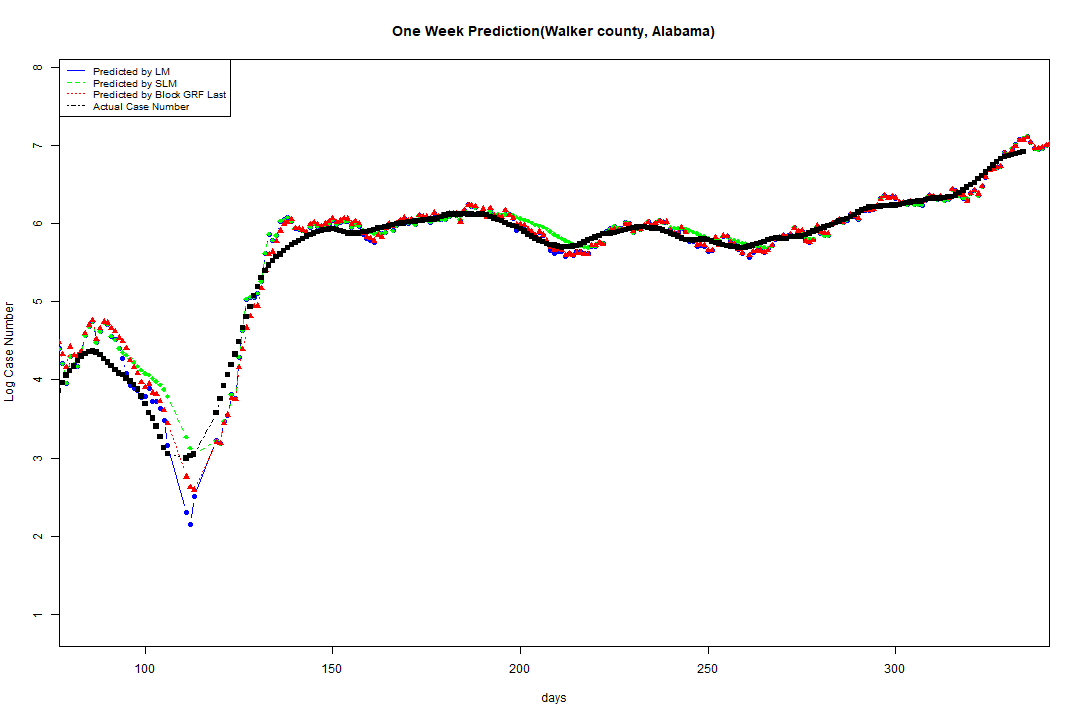 One Week Prediction(Walker county, Alabama)
Predicted by LM
Predicted by SLM
Predicted by Block GRF Last
Actual Case Number
8
7
6
5
4
3
2
1
Log Case Number
100 150 200 250 300
days